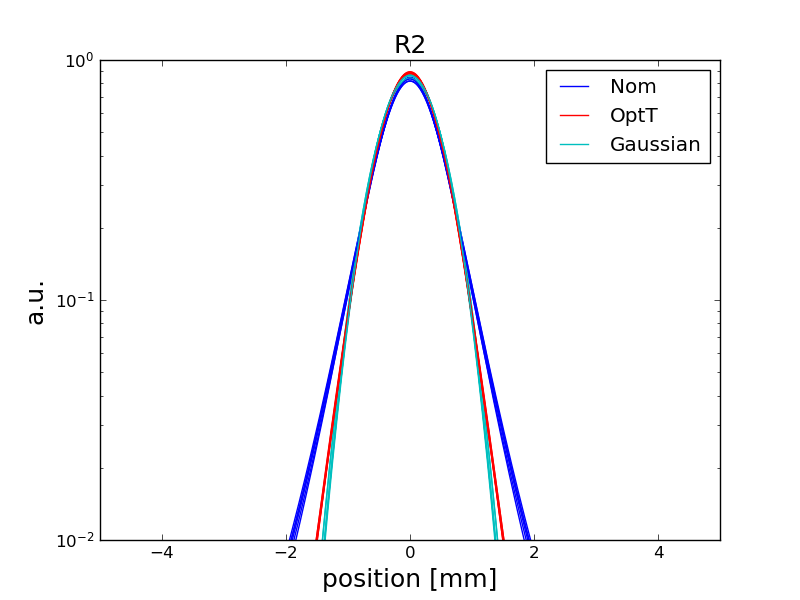 R2
10⁰
10⁻¹
10⁻²
a.u.
Nom
OptT
Gaussian
−4 −2 0 2 4
position [mm]